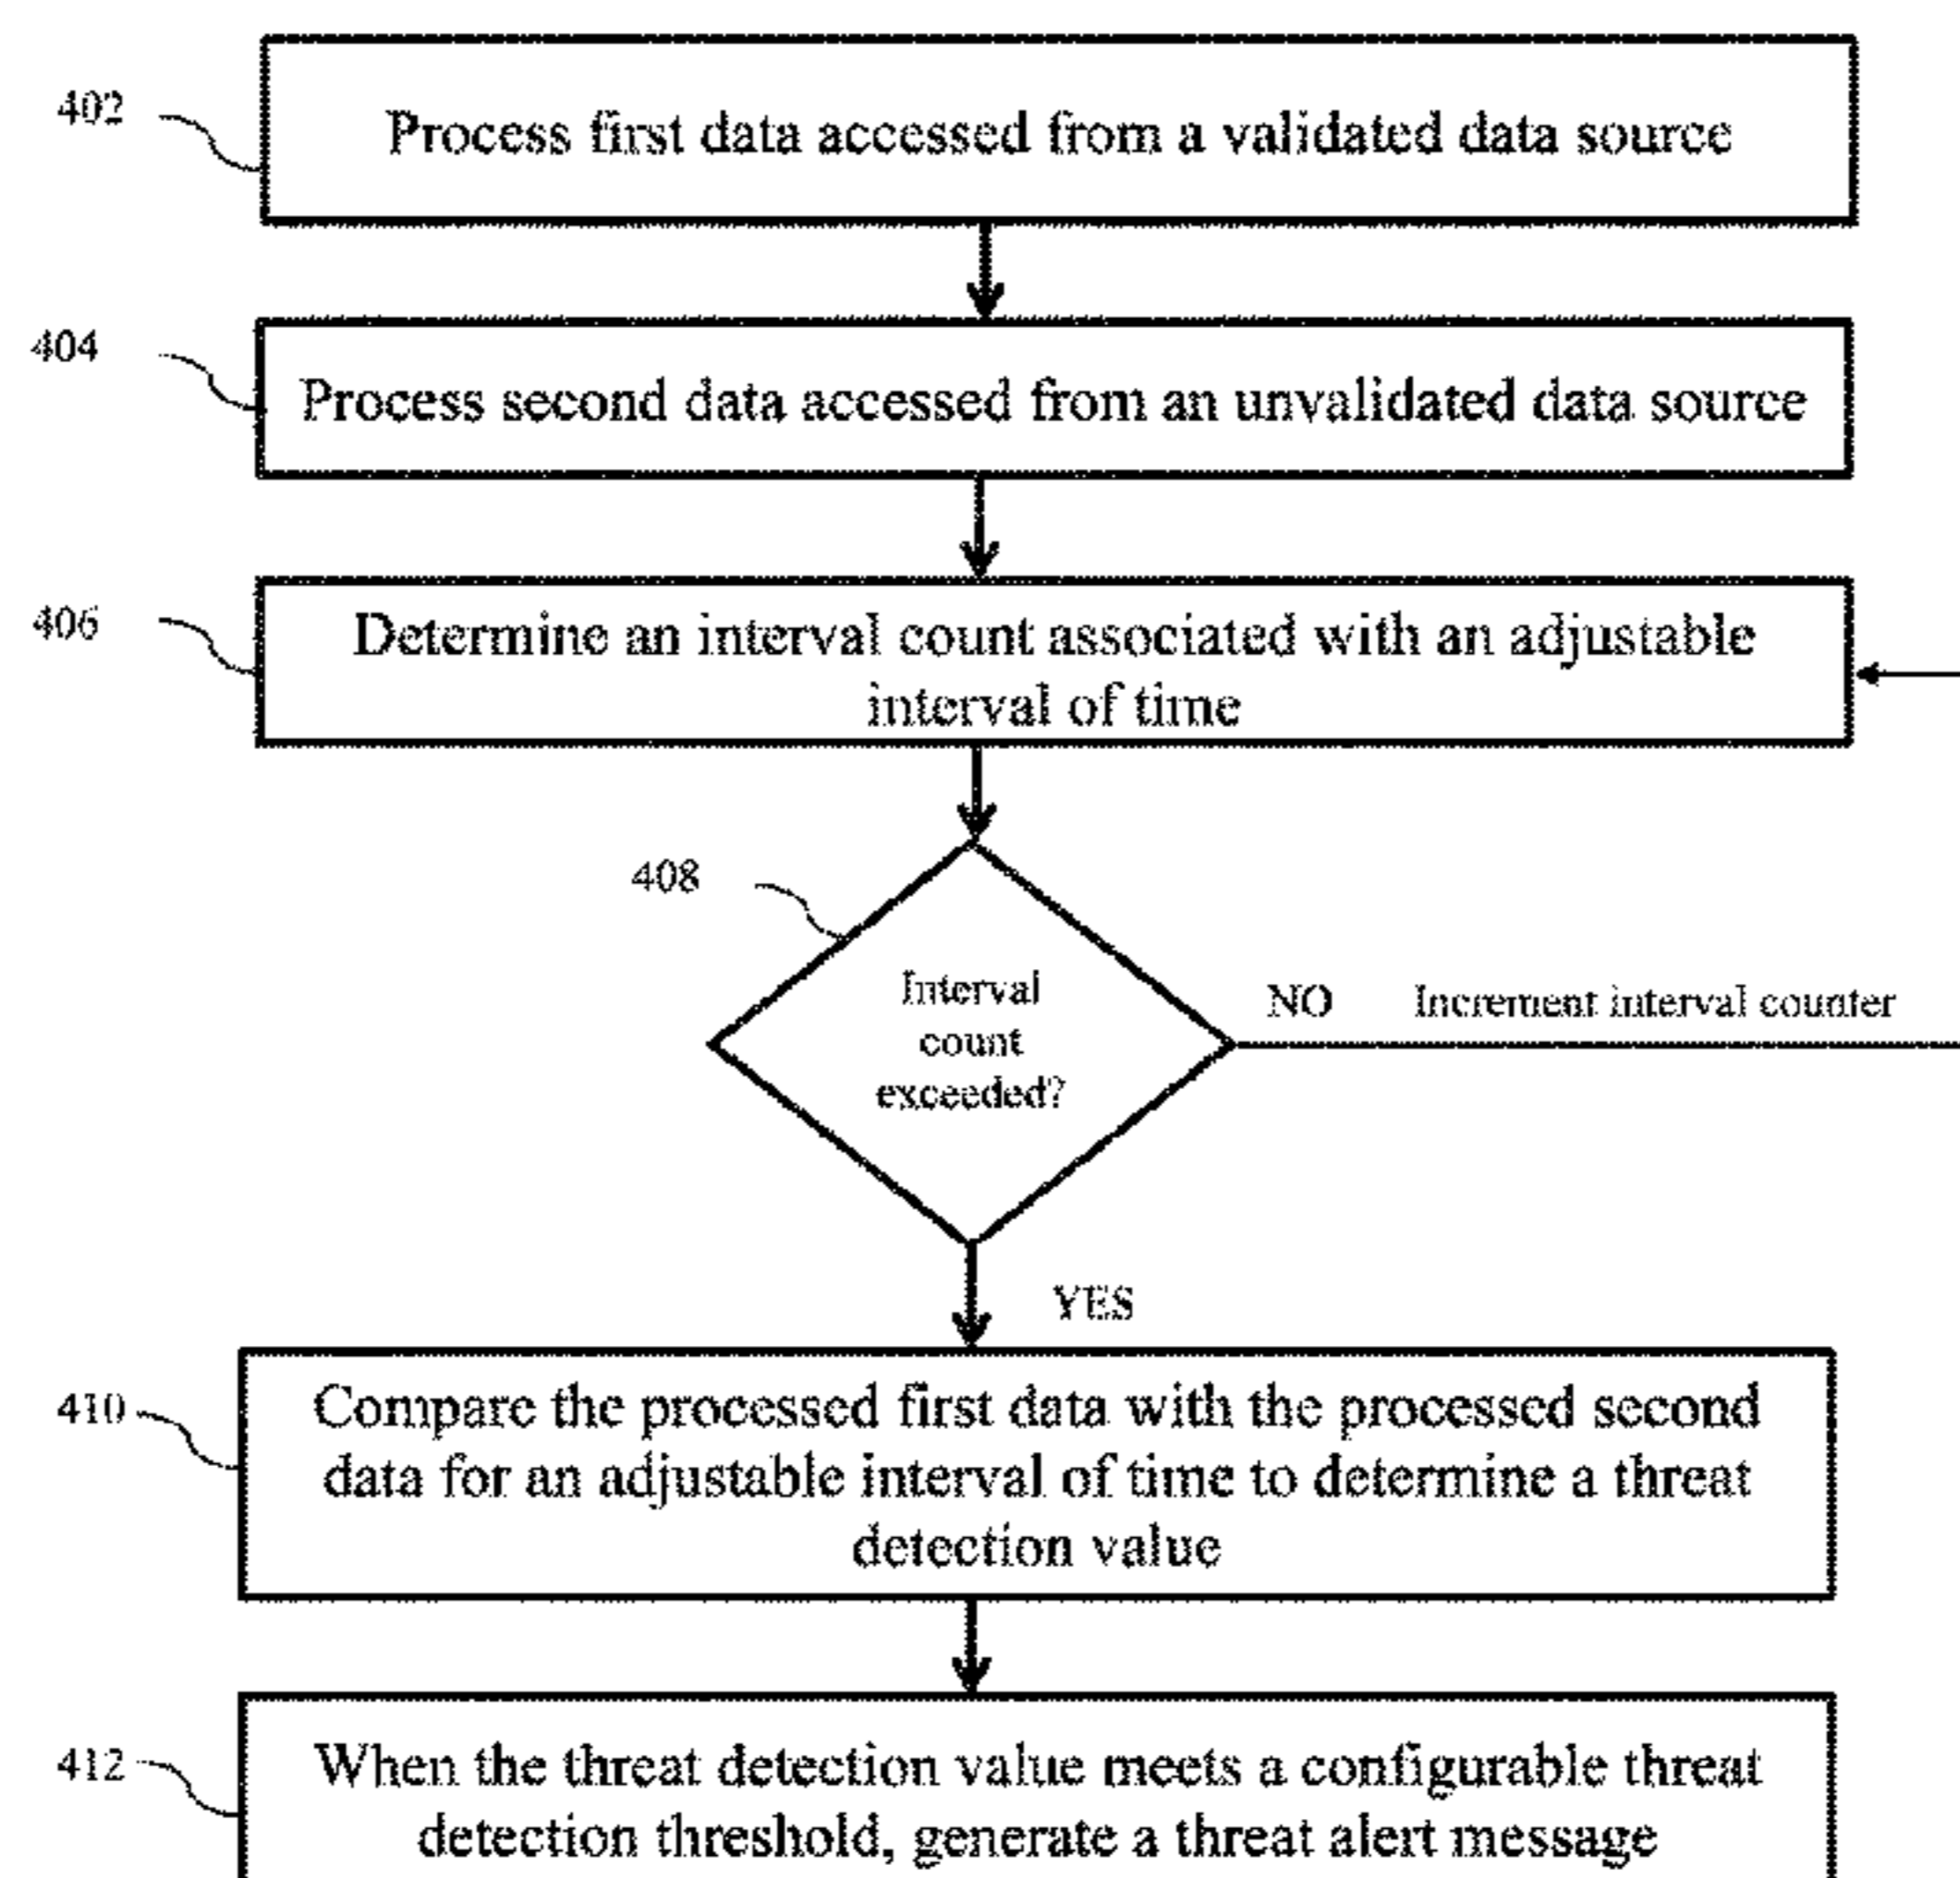 402
Process first data accessed from a validated data source
404
Process second data accessed from an unvalidated data source
406
Determine an interval count associated with an adjustable
interval of time
408
Interval
count
exceeded?
NO Increment interval counter
YES
410
Compare the processed first data with the processed second
data for an adjustable interval of time to determine a threat
detection value
412
When the threat detection value meets a configurable threat
detection threshold, generate a threat alert message